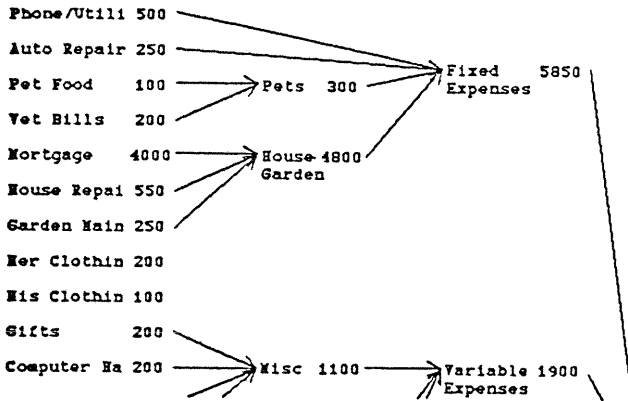 Phone/Utili 500
Auto Repair 250
Fixed 5850
Expenses
Pet Food 100
Pets 300
Vet Bills 200
Mortgage 4000
House 4800
Garden
House Repai 550
Garden Main 250
Her Clothin 200
His Clothin 100
Gifts 200
Computer Ha 200
Misc 1100
Variable 1900
Expenses